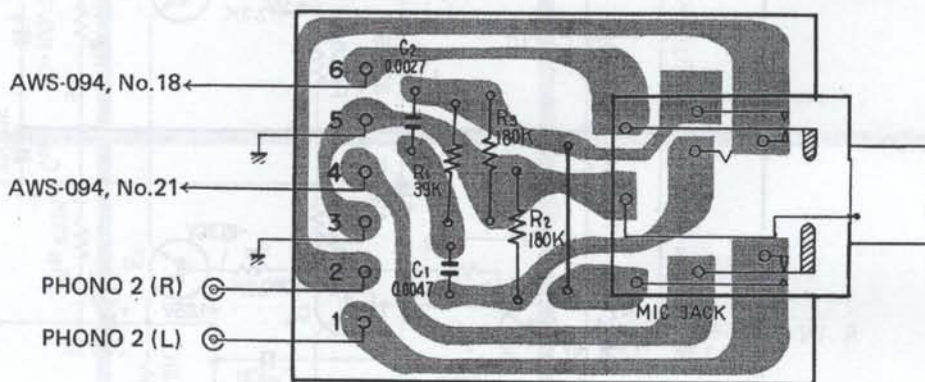 AWS-094, No.18
AWS-094, No.21
PHONO 2 (R)
PHONO 2 (L)
6
5
4
3
2
1
C2
0.0027
R3
180K
R1
39K
R2
180K
C1
0.0047
MIC JACK